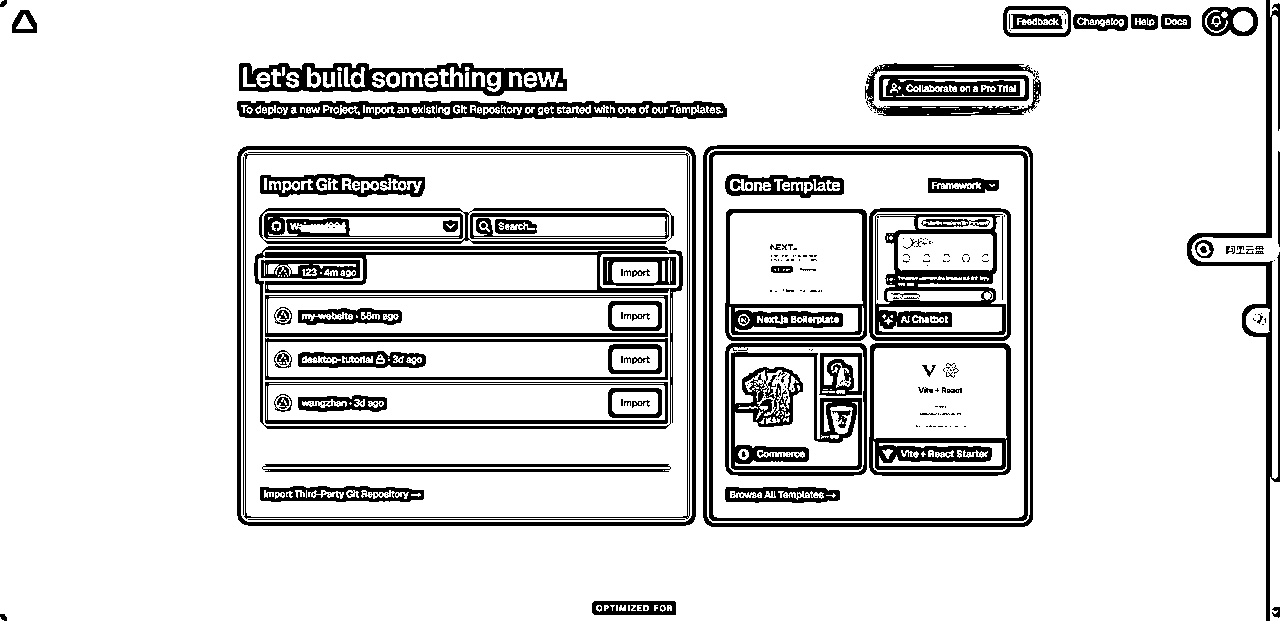 Feedback
Changelog
Help
Docs
Let's build something new.
Collaborate on a Pro Trial
To deploy a new Project, import an existing Git Repository or get started with one of our Templates.
Import Git Repository
Search...
123 · 4m ago
Import
my-website · 58m ago
Import
desktop-tutorial · 3d ago
Import
wangzhan · 3d ago
Import
Import Third-Party Git Repository →
Clone Template
Framework
NEXT.
Next.js Boilerplate
AI Chatbot
Commerce
Vite + React
Vite + React Starter
Browse All Templates →
阿里云盘
OPTIMIZED FOR